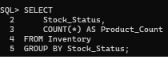 SQL> SELECT
2 Stock_Status,
3 COUNT(*) AS Product_Count
4 FROM Inventory
5 GROUP BY Stock_Status;